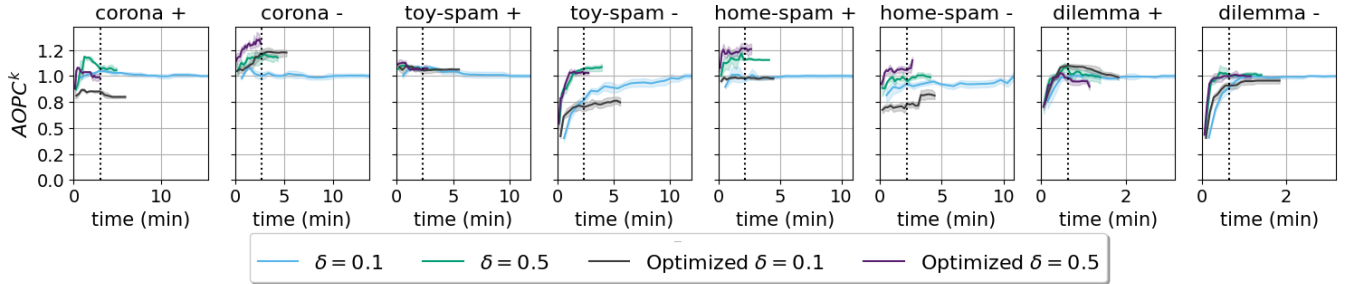 corona + corona - toy-spam + toy-spam - home-spam + home-spam - dilemma + dilemma -
AOPC^k
1.2
1.0
0.8
0.5
0.2
0.0
0 10 0 5 10 0 5 10 0 5 10 0 5 10 0 5 10 0 2 0 2
time (min) time (min) time (min) time (min) time (min) time (min) time (min) time (min)
δ = 0.1 δ = 0.5 Optimized δ = 0.1 Optimized δ = 0.5